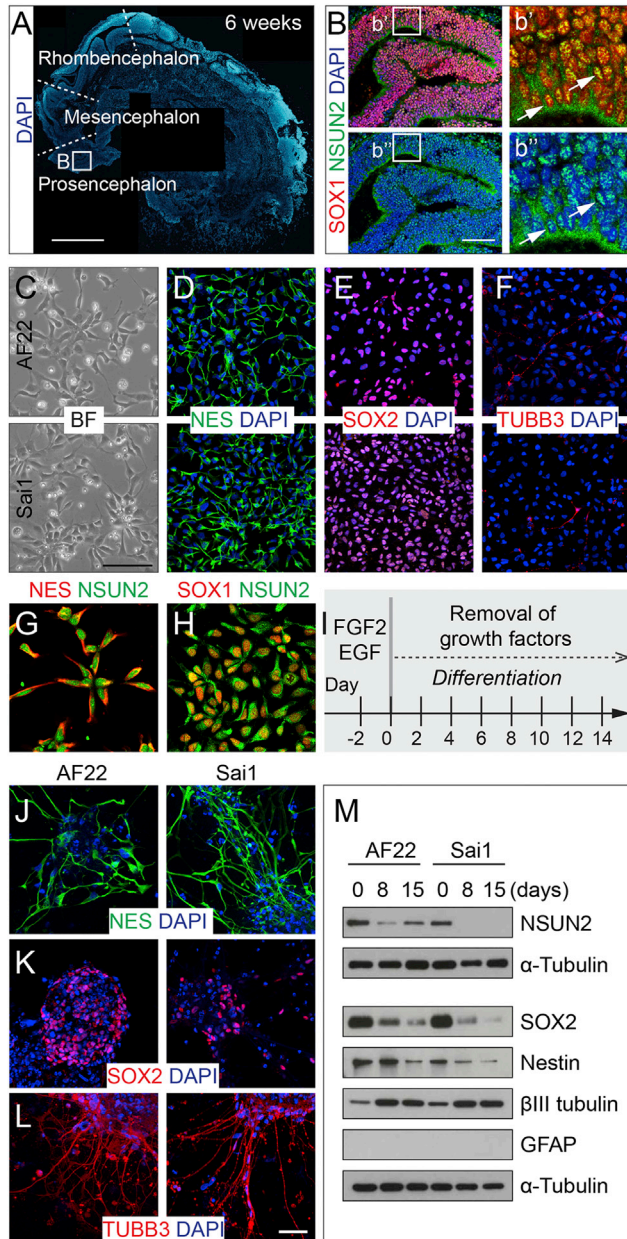 A
6 weeks
Rhombencephalon
Mesencephalon
B
Prosencephalon
DAPI
B
b'
b'
b"
b"
SOX1 NSUN2 DAPI
C
D
E
F
AF22
BF
NES DAPI
SOX2 DAPI
TUBB3 DAPI
Sai1
NES NSUN2
SOX1 NSUN2
G
H
I
FGF2
EGF
Removal of
growth factors
Day
Differentiation
-2 0 2 4 6 8 10 12 14
AF22
Sai1
J
NES DAPI
K
SOX2 DAPI
L
TUBB3 DAPI
M
AF22 Sai1
0 8 15 0 8 15 (days)
NSUN2
α-Tubulin
SOX2
Nestin
βIII tubulin
GFAP
α-Tubulin